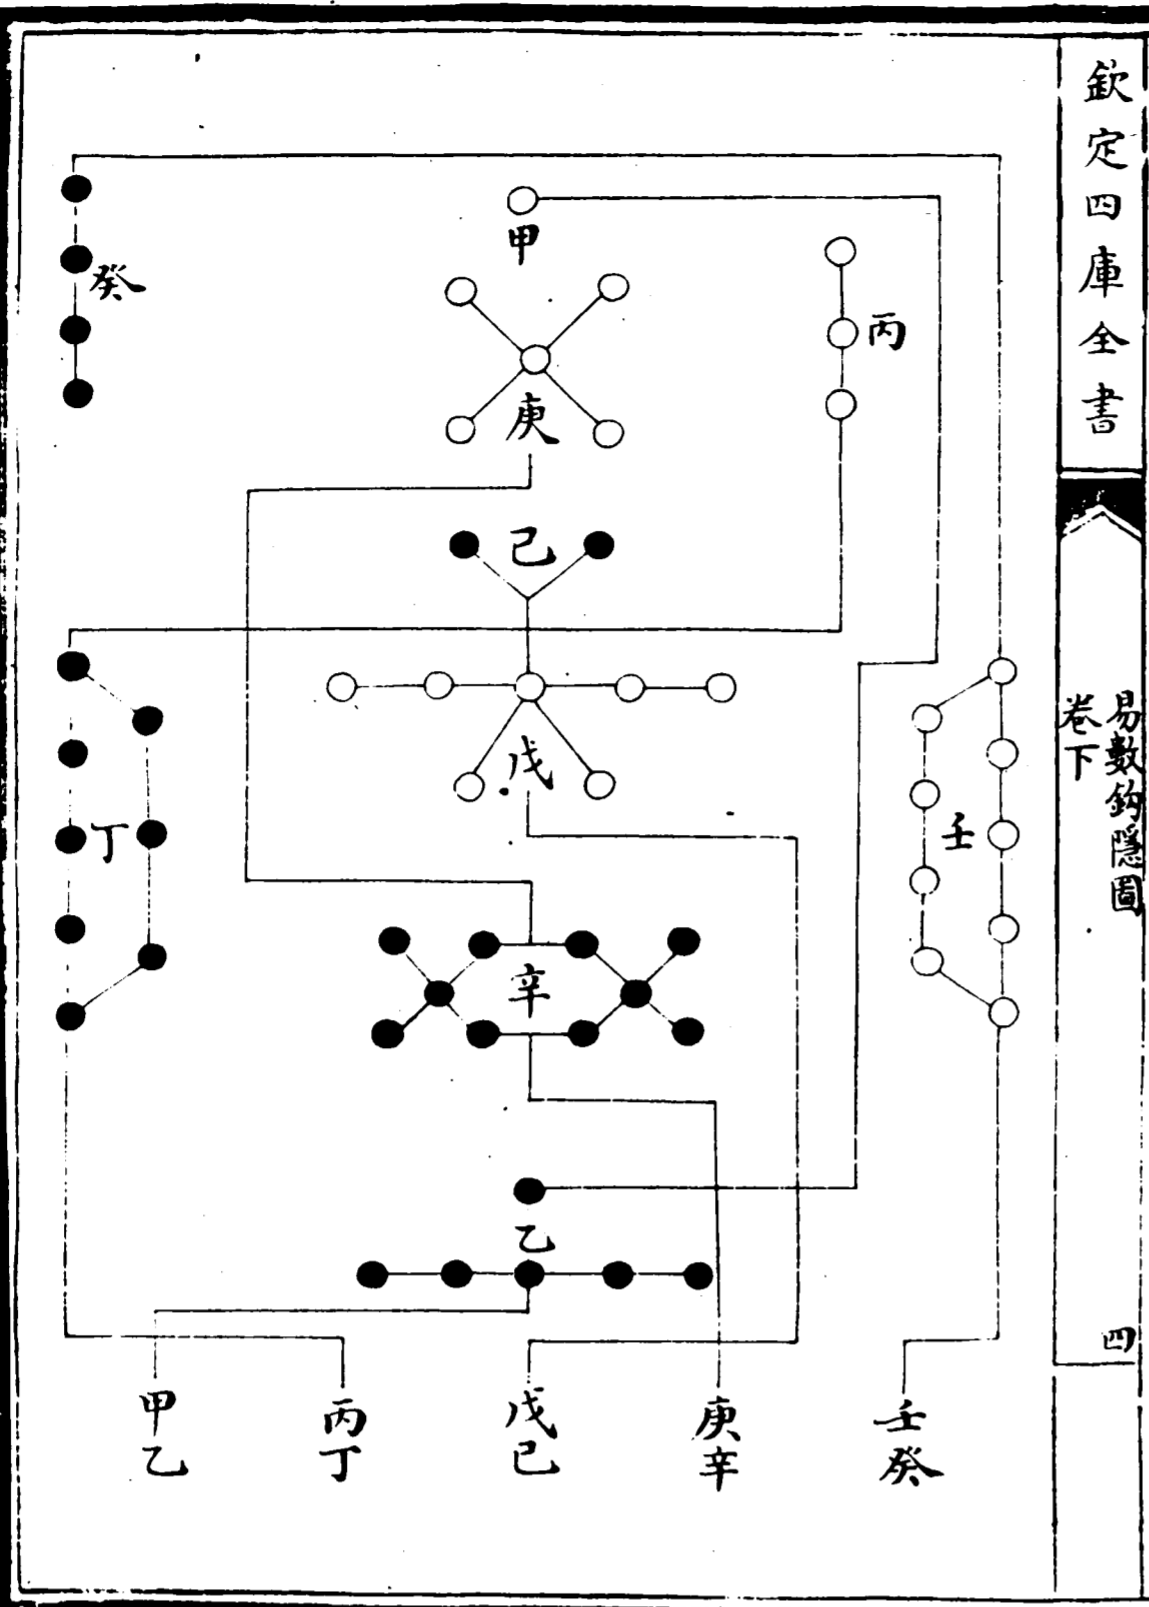 欽定四庫全書
易數鉤隱圖
卷下
四
甲
丙
癸
庚
己
戊
丁
壬
辛
乙
壬癸
庚辛
戊己
丙丁
甲乙